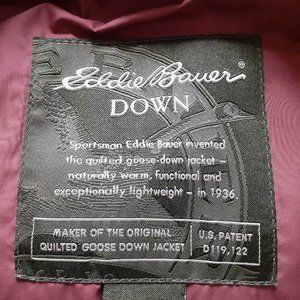 Eddie Bauer®
DOWN
Sportsman Eddie Bauer invented
the quilted goose-down jacket –
naturally warm, functional and
exceptionally lightweight – in 1936.
MAKER OF THE ORIGINAL
QUILTED GOOSE DOWN JACKET
U.S. PATENT
D119,122